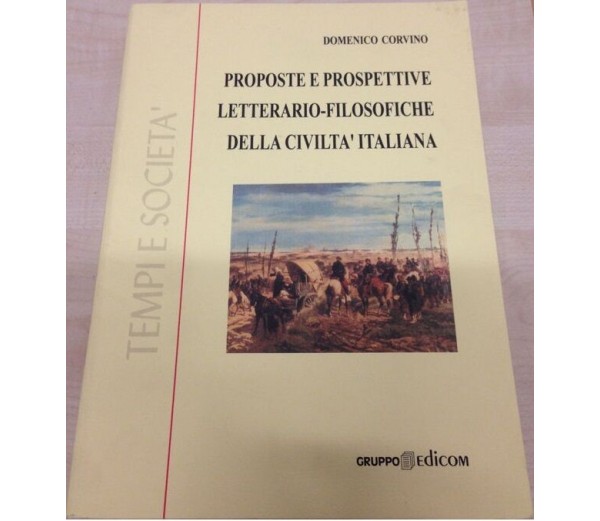 DOMENICO CORVINO
PROPOSTE E PROSPETTIVE
LETTERARIO-FILOSOFICHE
DELLA CIVILTA' ITALIANA
TEMPI E SOCIETA'
GRUPPO Edicom